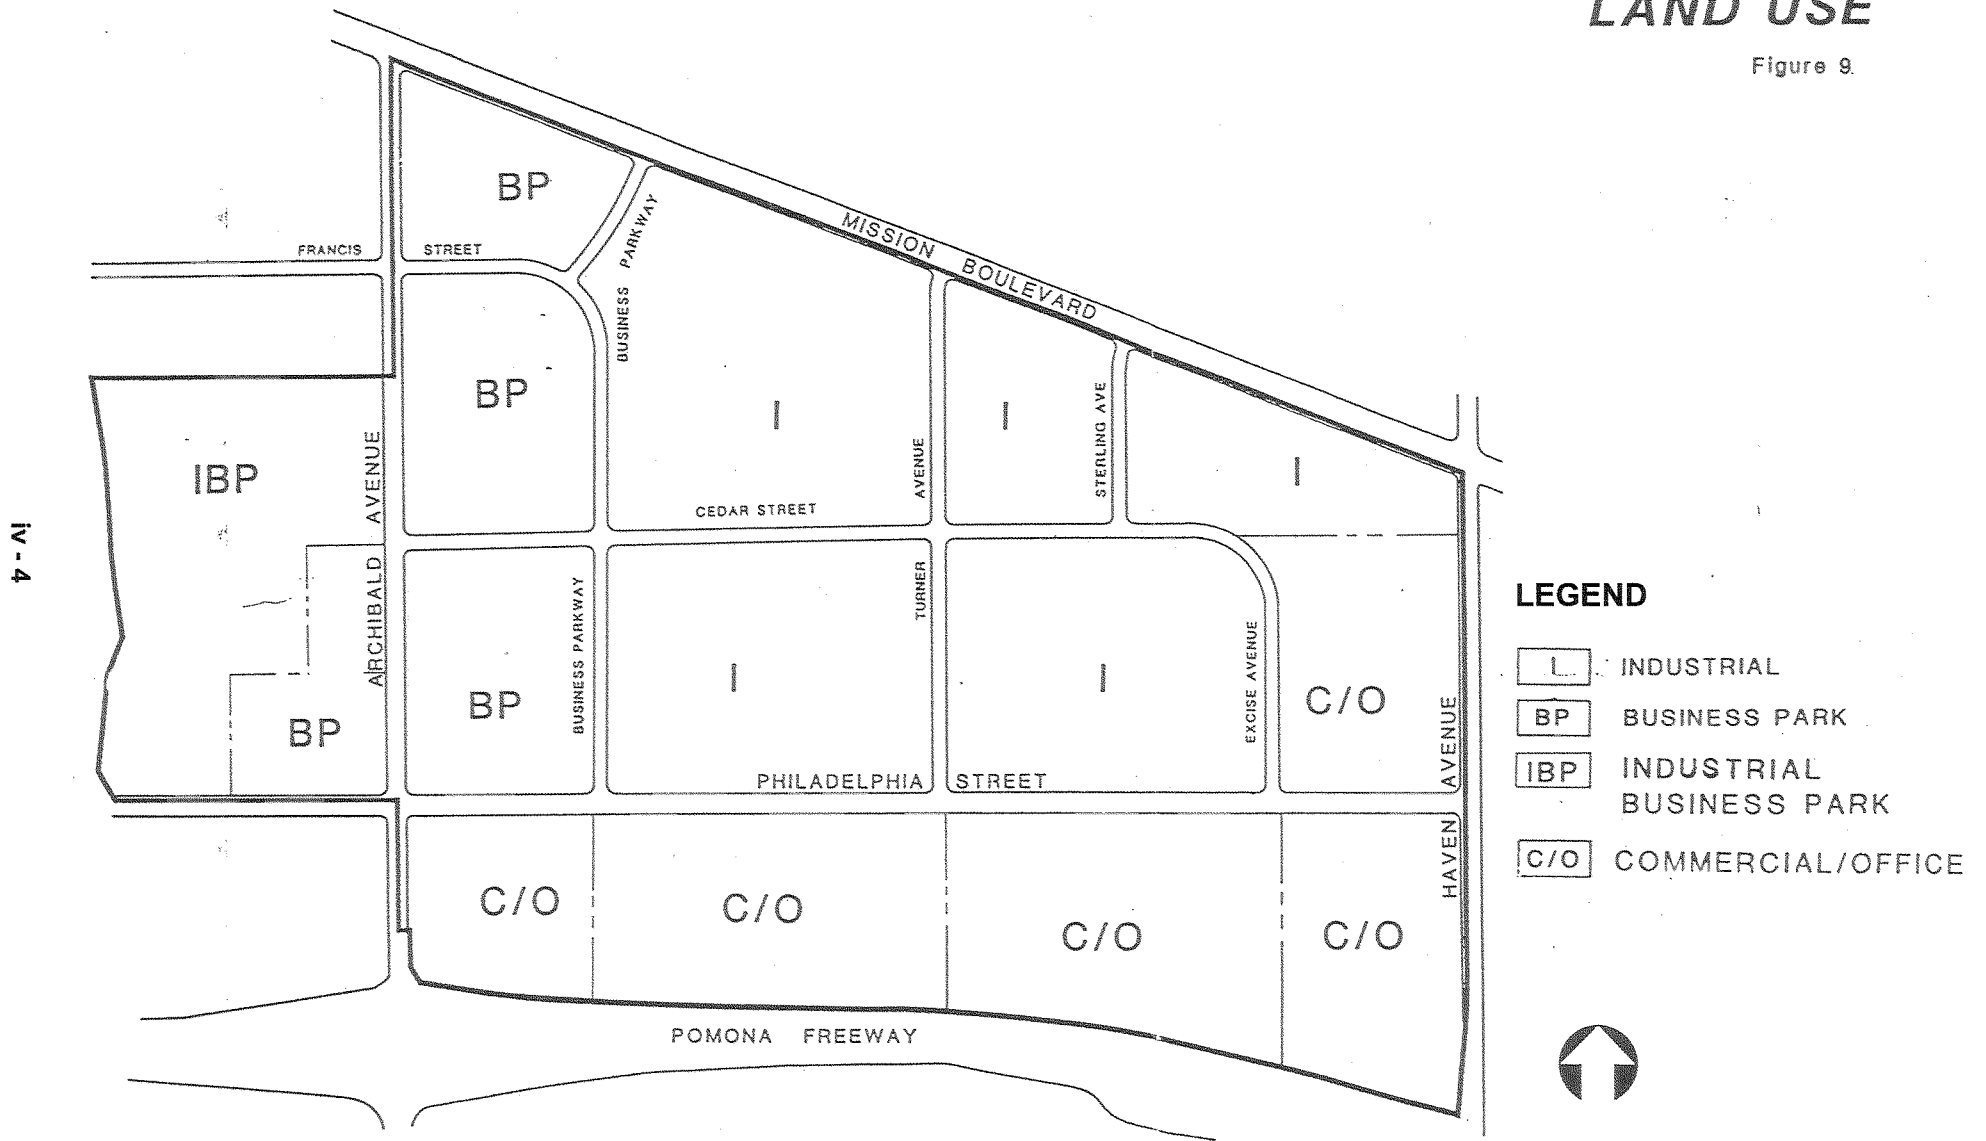 LAND USE
Figure 9.
BP
FRANCIS STREET
BUSINESS PARKWAY
MISSION BOULEVARD
BP
I
I
I
IBP
ARCHIBALD AVENUE
CEDAR STREET
TURNER AVENUE
STERLING AVE
iv - 4
BP
BP
BUSINESS PARKWAY
I
I
EXCISE AVENUE
C/O
HAVEN AVENUE
PHILADELPHIA STREET
C/O
C/O
C/O
C/O
POMONA FREEWAY
LEGEND
I INDUSTRIAL
BP BUSINESS PARK
IBP INDUSTRIAL
BUSINESS PARK
C/O COMMERCIAL/OFFICE